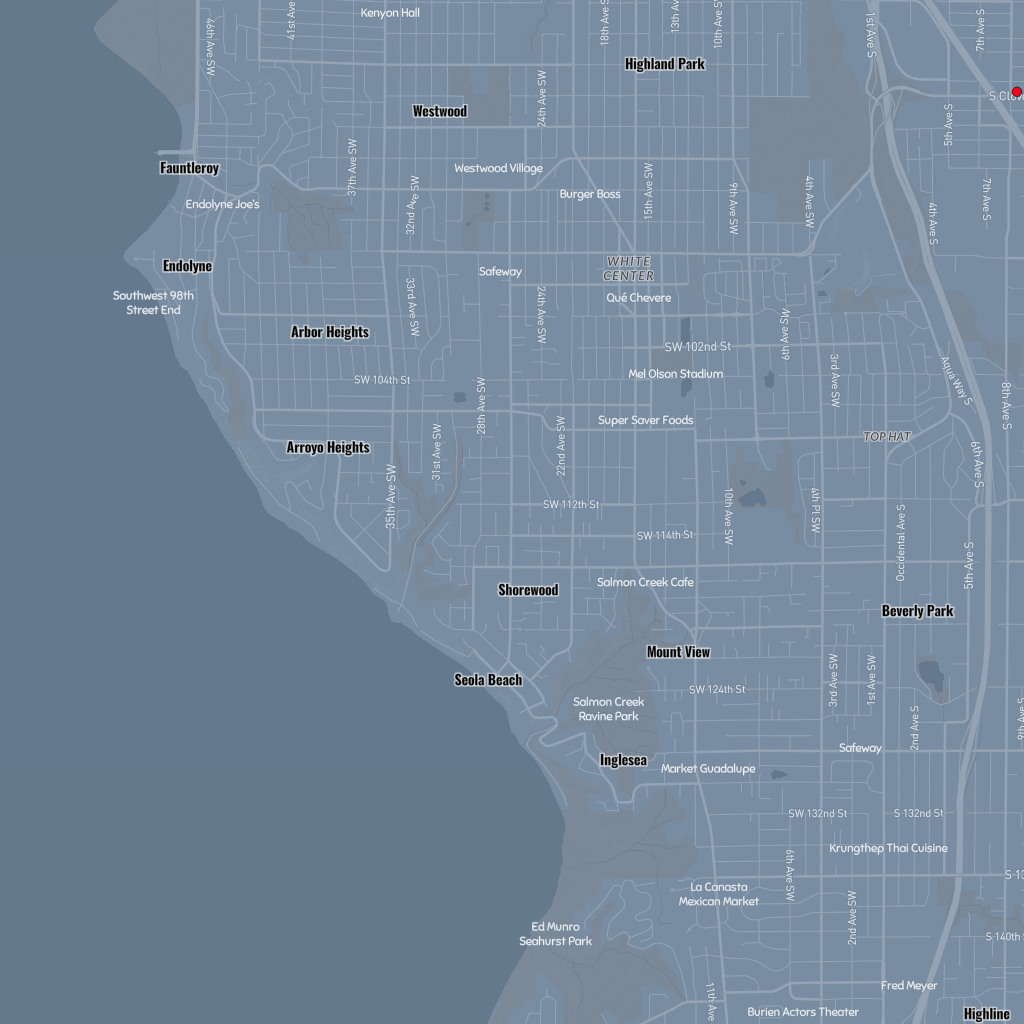 Kenyon Hall
46th Ave SW
41st Ave
18th Ave S
13th Av
10th Ave S
1st Ave S
7th Ave S
Highland Park
Westwood
24th Ave SW
S Clov
5th Ave S
Fauntleroy
37th Ave SW
Westwood Village
Burger Boss
15th Ave SW
9th Ave SW
4th Ave SW
7th Ave S
Endolyne Joe's
32nd Ave SW
4th Ave S
Endolyne
Safeway
WHITE
CENTER
Southwest 98th
Street End
33rd Ave SW
24th Ave SW
Qué Chevere
Arbor Heights
SW 102nd St
6th Ave SW
3rd Ave SW
SW 104th St
Mel Olson Stadium
Aqua Way S
8th Ave S
28th Ave SW
Super Saver Foods
TOP HAT
Arroyo Heights
31st Ave SW
22nd Ave SW
6th Ave S
35th Ave SW
SW 112th St
10th Ave SW
4th Pl SW
Occidental Ave S
SW 114th St
5th Ave S
Shorewood
Salmon Creek Cafe
Beverly Park
Mount View
Seola Beach
SW 124th St
3rd Ave SW
1st Ave SW
Salmon Creek
Ravine Park
2nd Ave S
9th Ave S
Safeway
Inglesea
Market Guadalupe
SW 132nd St
S 132nd St
Krungthep Thai Cuisine
6th Ave SW
S 13
La Canasta
Mexican Market
2nd Ave SW
Ed Munro
Seahurst Park
S 140th
Fred Meyer
11th Ave
Burien Actors Theater
Highline